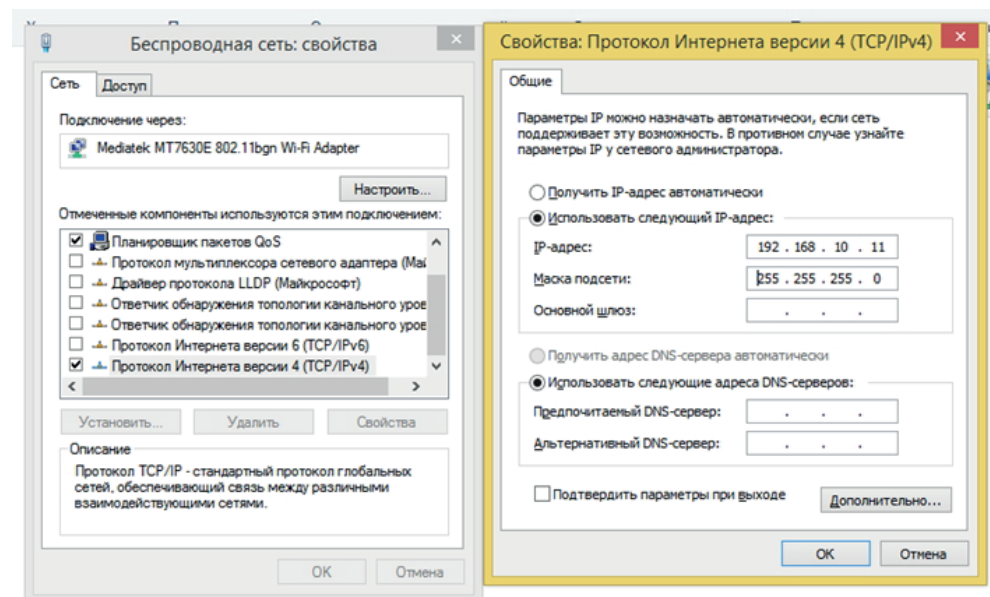 Беспроводная сеть: свойства
Сеть
Доступ
Подключение через:
Mediatek MT7630E 802.11bgn Wi-Fi Adapter
Настроить...
Отмеченные компоненты используются этим подключением:
Планировщик пакетов QoS
Протокол мультиплексора сетевого адаптера (Май
Драйвер протокола LLDP (Майкрософт)
Ответчик обнаружения топологии канального уров
Ответчик обнаружения топологии канального уров
Протокол Интернета версии 6 (TCP/IPv6)
Протокол Интернета версии 4 (TCP/IPv4)
Установить...
Удалить
Свойства
Описание
Протокол TCP/IP - стандартный протокол глобальных
сетей, обеспечивающий связь между различными
взаимодействующими сетями.
OK
Отмена
Свойства: Протокол Интернета версии 4 (TCP/IPv4)
Общие
Параметры IP можно назначать автоматически, если сеть
поддерживает эту возможность. В противном случае узнайте
параметры IP у сетевого администратора.
Получить IP-адрес автоматически
Использовать следующий IP-адрес:
IP-адрес: 192 . 168 . 10 . 11
Маска подсети: 255 . 255 . 255 . 0
Основной шлюз: . . .
Получить адрес DNS-сервера автоматически
Использовать следующие адреса DNS-серверов:
Предпочитаемый DNS-сервер: . . .
Альтернативный DNS-сервер: . . .
Подтвердить параметры при выходе
Дополнительно...
OK
Отмена